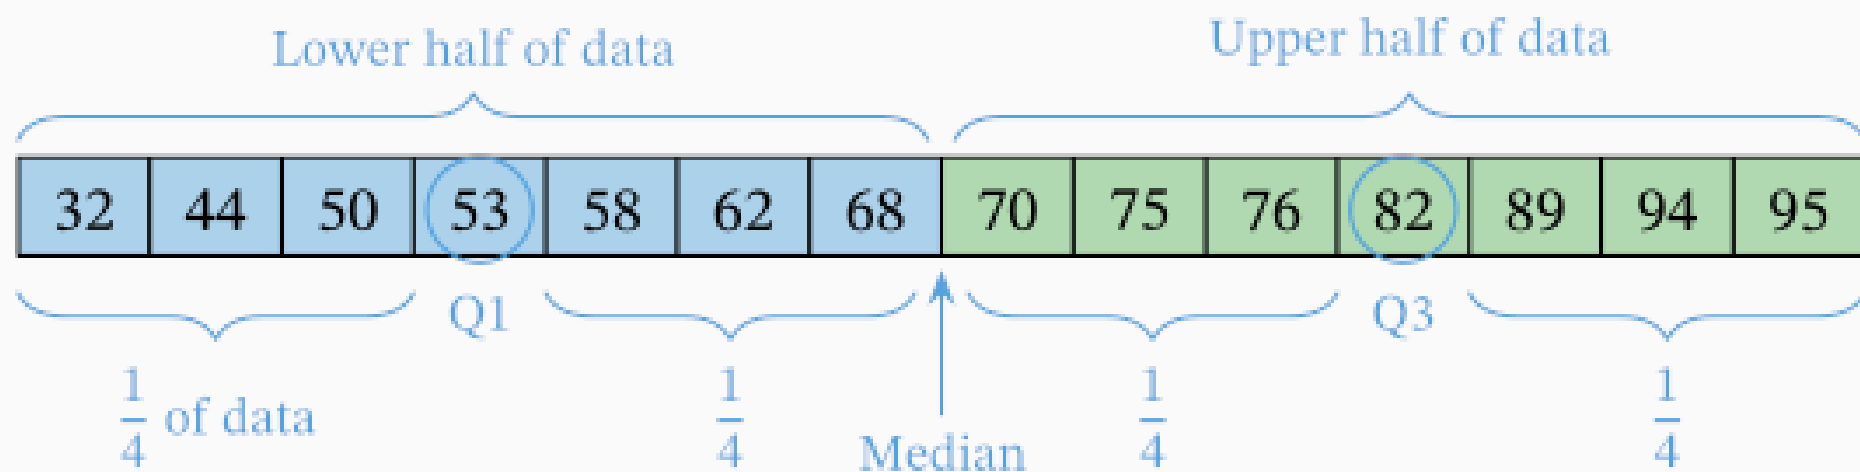 Lower half of data
Upper half of data
32 44 50 53 58 62 68 70 75 76 82 89 94 95
Q1
Q3
1/4 of data
1/4
Median
1/4
1/4